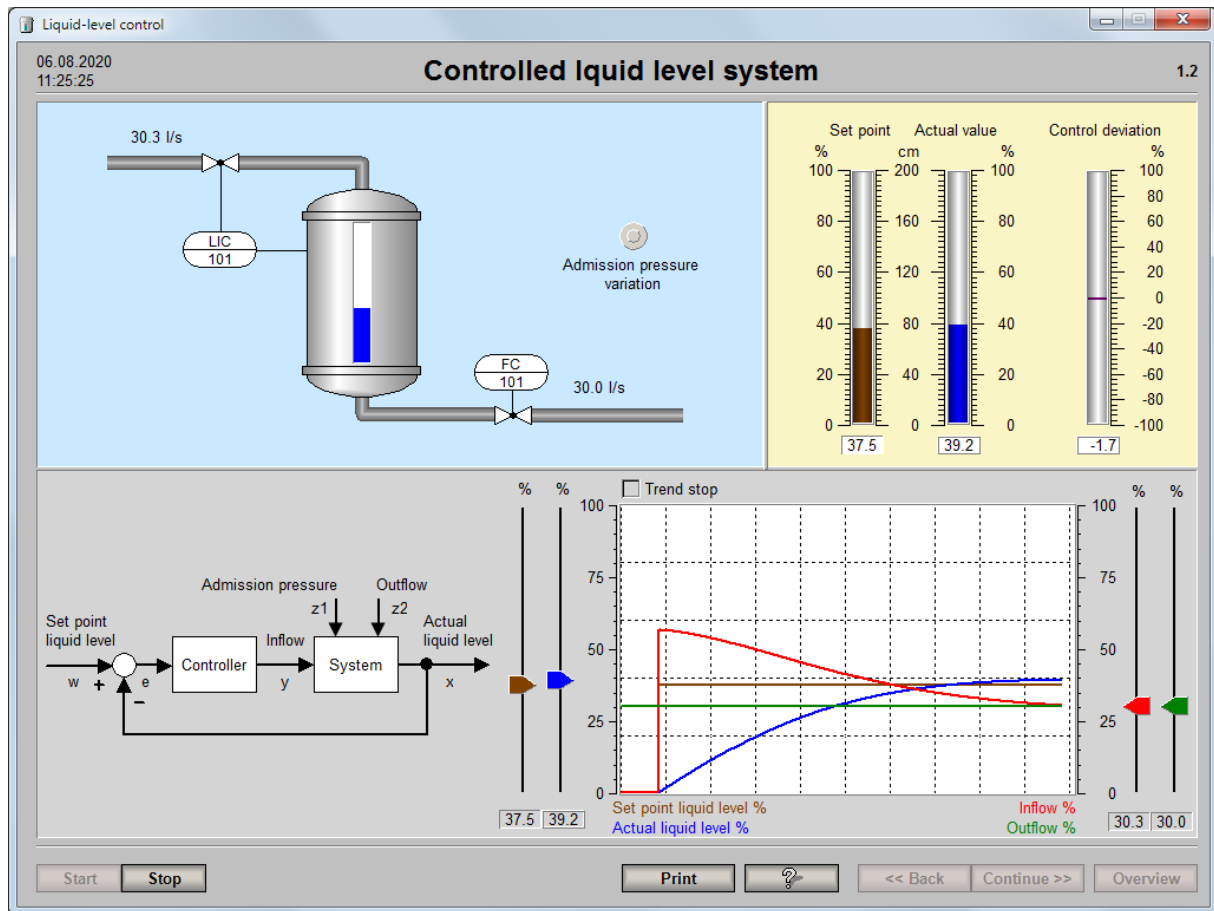 Liquid-level control
06.08.2020
11:25:25
Controlled lquid level system
1.2
30.3 l/s
LIC
101
Admission pressure
variation
FC
101
30.0 l/s
Set point Actual value Control deviation
% cm % %
100 200 100 100
80
80 160 80 60
40
60 120 60 20
0
40 80 40 -20
-40
20 40 20 -60
-80
0 0 0 -100
37.5 39.2 -1.7
Admission pressure Outflow
z1 z2
Set point
liquid level
Inflow
Actual
liquid level
Controller System
w + e y x
−
% %
37.5 39.2
Trend stop
100
75
50
25
0
100
75
50
25
0
Set point liquid level % Inflow %
Actual liquid level % Outflow %
% %
30.3 30.0
Start Stop Print ? << Back Continue >> Overview